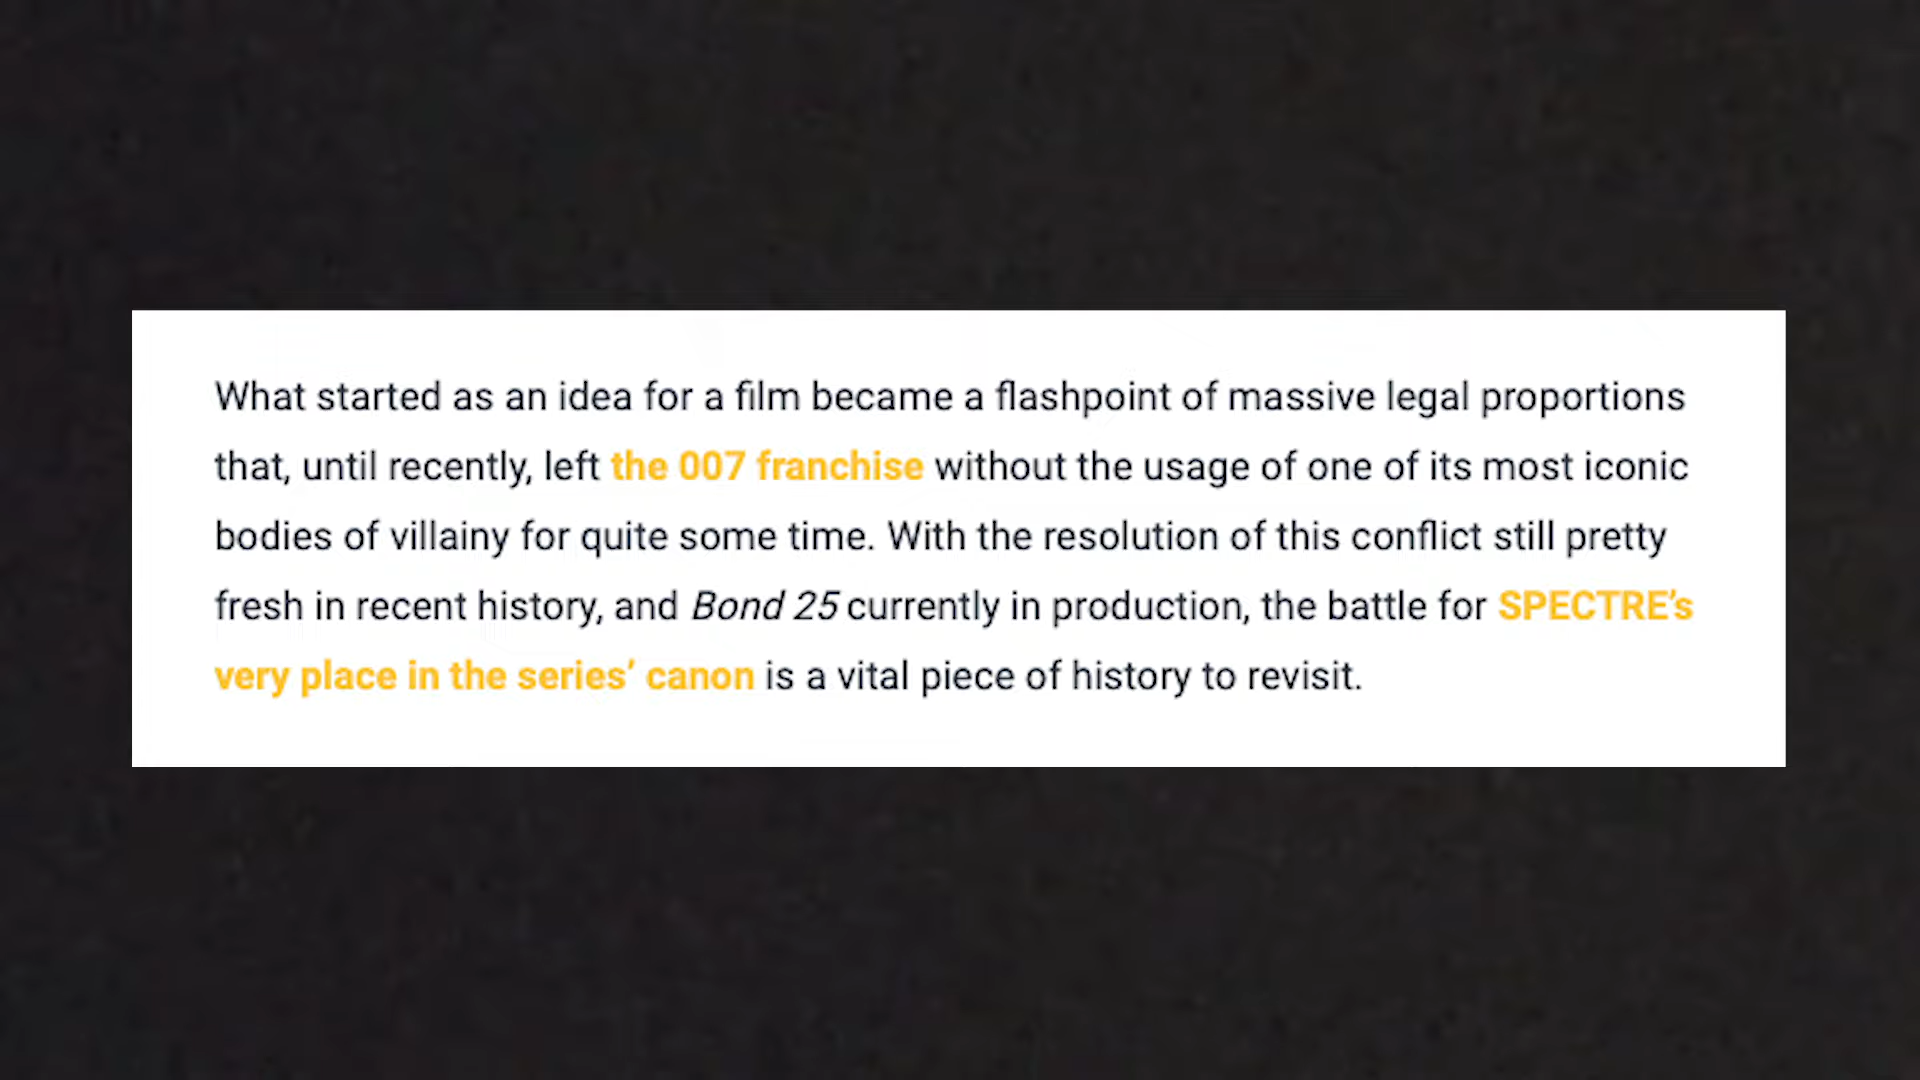 What started as an idea for a film became a flashpoint of massive legal proportions
that, until recently, left the 007 franchise without the usage of one of its most iconic
bodies of villainy for quite some time. With the resolution of this conflict still pretty
fresh in recent history, and Bond 25 currently in production, the battle for SPECTRE’s
very place in the series’ canon is a vital piece of history to revisit.